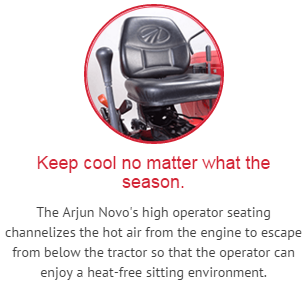 Keep cool no matter what the
season.
The Arjun Novo's high operator seating
channelizes the hot air from the engine to escape
from below the tractor so that the operator can
enjoy a heat-free sitting environment.